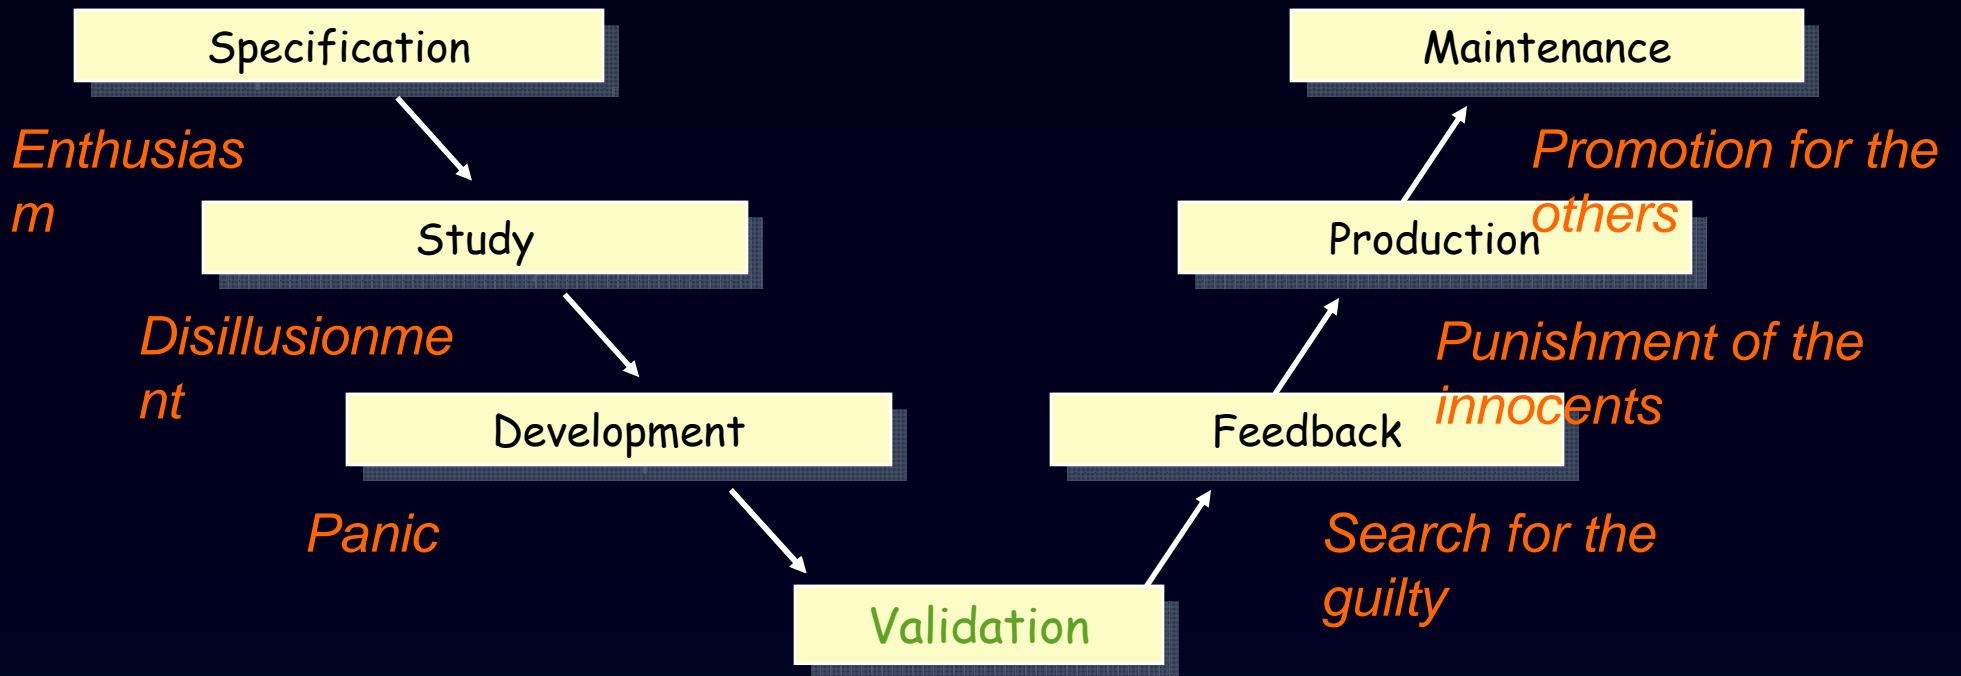 Specification
Maintenance
Enthusias
m
Promotion for the
others
Study
Production
Disillusionme
nt
Punishment of the
innocents
Development
Feedback
Panic
Search for the
guilty
Validation